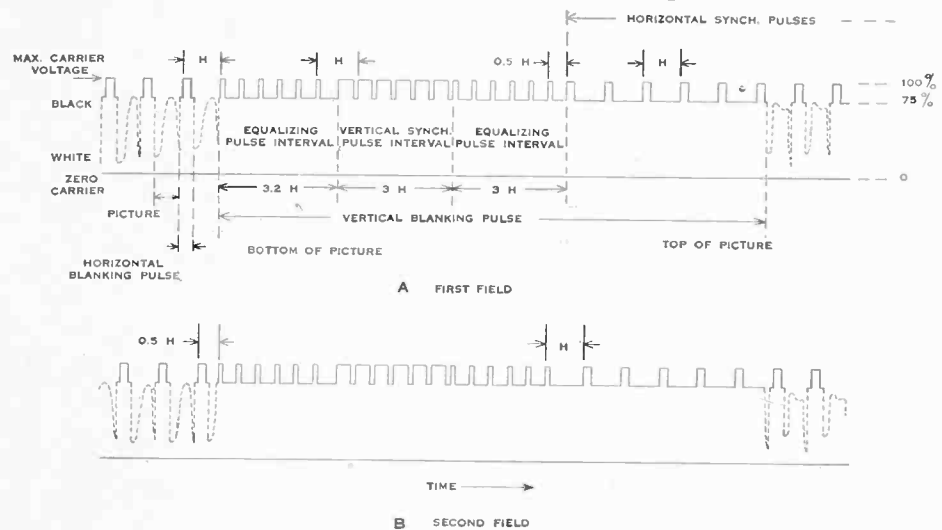 HORIZONTAL SYNCH. PULSES
MAX. CARRIER
VOLTAGE
H
H
0.5 H
H
100%
BLACK
75%
EQUALIZING
PULSE INTERVAL
VERTICAL SYNCH.
PULSE INTERVAL
EQUALIZING
PULSE INTERVAL
WHITE
ZERO
CARRIER
0
3.2 H
3 H
3 H
PICTURE
VERTICAL BLANKING PULSE
HORIZONTAL
BLANKING PULSE
BOTTOM OF PICTURE
TOP OF PICTURE
A FIRST FIELD
0.5 H
H
TIME
B SECOND FIELD